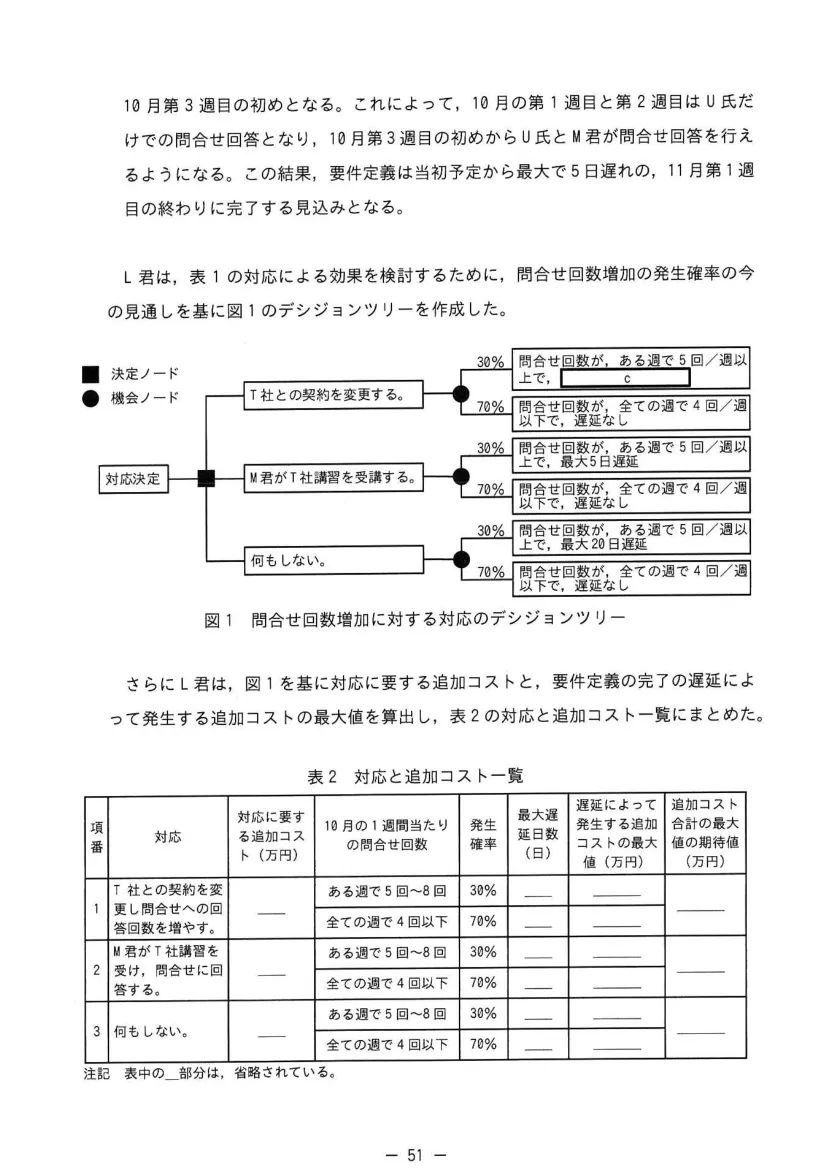 10 月第 3 週目の初めとなる。これによって，10 月の第 1 週目と第 2 週目は U 氏だ
けでの問合せ回答となり，10 月第 3 週目の初めから U 氏と M 君が問合せ回答を行え
るようになる。この結果，要件定義は当初予定から最大で 5 日遅れの，11 月第 1 週
目の終わりに完了する見込みとなる。
L 君は，表 1 の対応による効果を検討するために，問合せ回数増加の発生確率の今
の見通しを基に図 1 のデシジョンツリーを作成した。
決定ノード
機会ノード
対応決定
T 社との契約を変更する。
30%
問合せ回数が，ある週で 5 回／週以
上で， c
70%
問合せ回数が，全ての週で 4 回／週
以下で，遅延なし
M 君が T 社講習を受講する。
30%
問合せ回数が，ある週で 5 回／週以
上で，最大5日遅延
70%
問合せ回数が，全ての週で 4 回／週
以下で，遅延なし
何もしない。
30%
問合せ回数が，ある週で 5 回／週以
上で，最大 20 日遅延
70%
問合せ回数が，全ての週で 4 回／週
以下で，遅延なし
図 1 問合せ回数増加に対する対応のデシジョンツリー
さらに L 君は，図 1 を基に対応に要する追加コストと，要件定義の完了の遅延によ
って発生する追加コストの最大値を算出し，表 2 の対応と追加コスト一覧にまとめた。
表 2 対応と追加コスト一覧
項
番
対応
対応に要す
る追加コス
ト（万円）
10 月の 1 週間当たり
の問合せ回数
発生
確率
最大遅
延日数
（日）
遅延によって
発生する追加
コストの最大
値（万円）
追加コスト
合計の最大
値の期待値
（万円）
1
T 社との契約を変
更し問合せへの回
答回数を増やす。
ある週で 5 回～8 回
30%
全ての週で 4 回以下
70%
2
M 君が T 社講習を
受け，問合せに回
答する。
ある週で 5 回～8 回
30%
全ての週で 4 回以下
70%
3
何もしない。
ある週で 5 回～8 回
30%
全ての週で 4 回以下
70%
注記 表中の＿部分は，省略されている。
－ 51 －